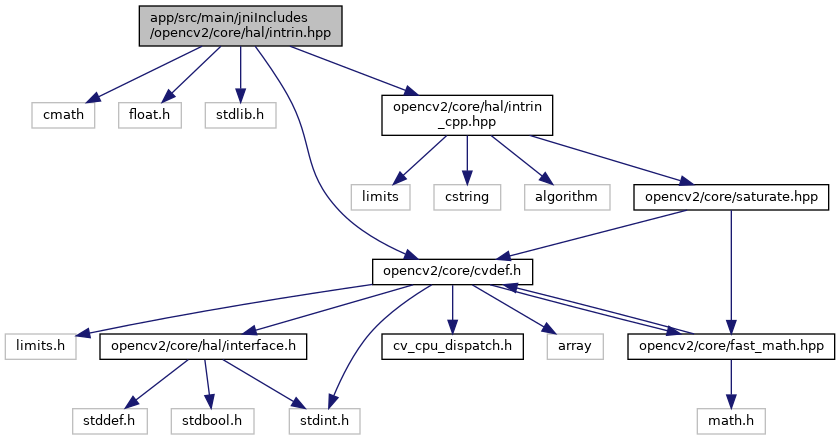 app/src/main/jniIncludes
/opencv2/core/hal/intrin.hpp
cmath
float.h
stdlib.h
opencv2/core/hal/intrin
_cpp.hpp
limits
cstring
algorithm
opencv2/core/saturate.hpp
opencv2/core/cvdef.h
limits.h
opencv2/core/hal/interface.h
cv_cpu_dispatch.h
array
opencv2/core/fast_math.hpp
stddef.h
stdbool.h
stdint.h
math.h